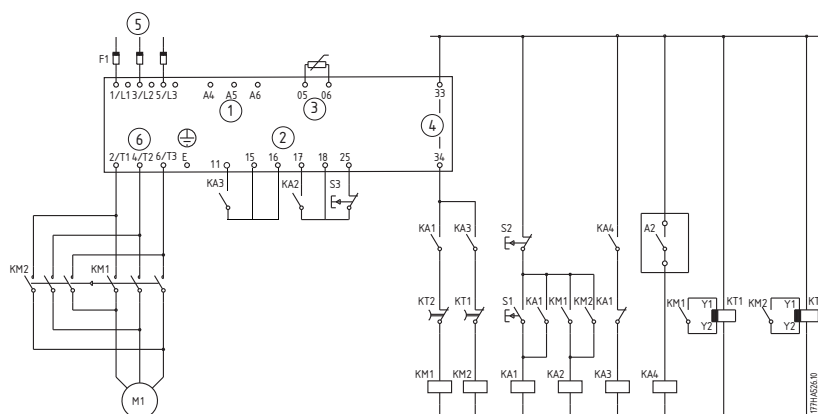 5
F1
1/L1 3/L2 5/L3 A4 A5 A6 05 06 33
1 3
4
6 2
2/T1 4/T2 6/T3 E 11 15 16 17 18 25 34
KA3 KA2 S3
KA1 KA3 S2 KA4 A2
KM2 KM1
KT2 KT1 S1 KA1 KM1 KM2 KA1 KM1 Y1 KT1 KM2 Y1
Y2 Y2
KM1 KM2 KA1 KA2 KA3 KA4
M1
177HA526.10